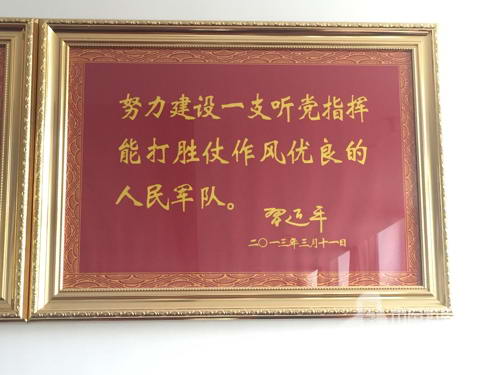 努力建设一支听党指挥
能打胜仗作风优良的
人民军队。
习近平
二〇一三年三月十一日